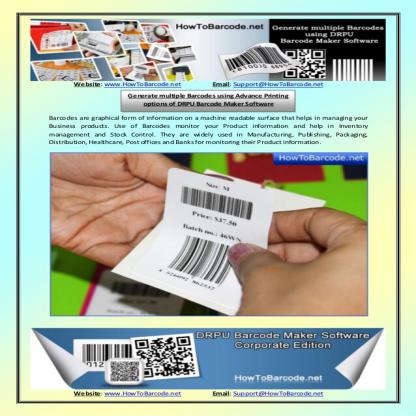 HowToBarcode.net
Generate multiple Barcodes
using DRPU
Barcode Maker Software
Website: www.HowToBarcode.net Email: Support@HowToBarcode.net
Generate multiple Barcodes using Advance Printing
options of DRPU Barcode Maker Software
Barcodes are graphical form of information on a machine readable surface that helps in managing your
Business products. Use of Barcodes monitor your Product information and help in Inventory
management and Stock Control. They are widely used in Manufacturing, Publishing, Packaging,
Distribution, Healthcare, Post offices and Banks for monitoring their Product information.
HowToBarcode.net
Size: M
Price: $37.50
Batch no.: 46WN
DRPU Barcode Maker Software
Corporate Edition
012
HowToBarcode.net
Website: www.HowToBarcode.net Email: Support@HowToBarcode.net